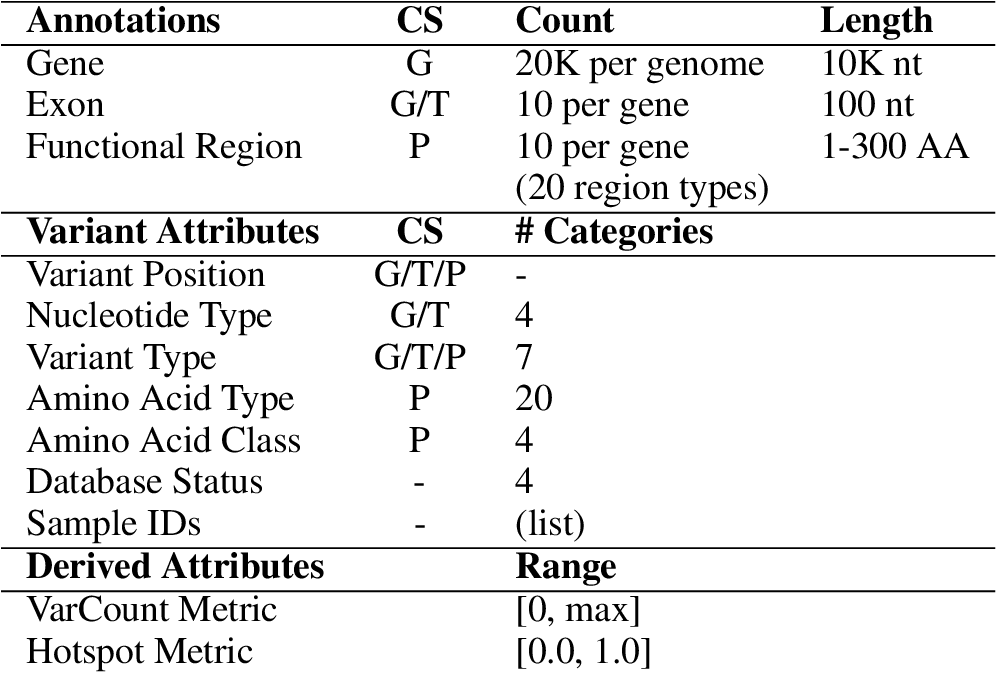 Annotations CS Count Length
Gene G 20K per genome 10K nt
Exon G/T 10 per gene 100 nt
Functional Region P 10 per gene 1-300 AA
(20 region types)
Variant Attributes CS # Categories
Variant Position G/T/P -
Nucleotide Type G/T 4
Variant Type G/T/P 7
Amino Acid Type P 20
Amino Acid Class P 4
Database Status - 4
Sample IDs - (list)
Derived Attributes Range
VarCount Metric [0, max]
Hotspot Metric [0.0, 1.0]